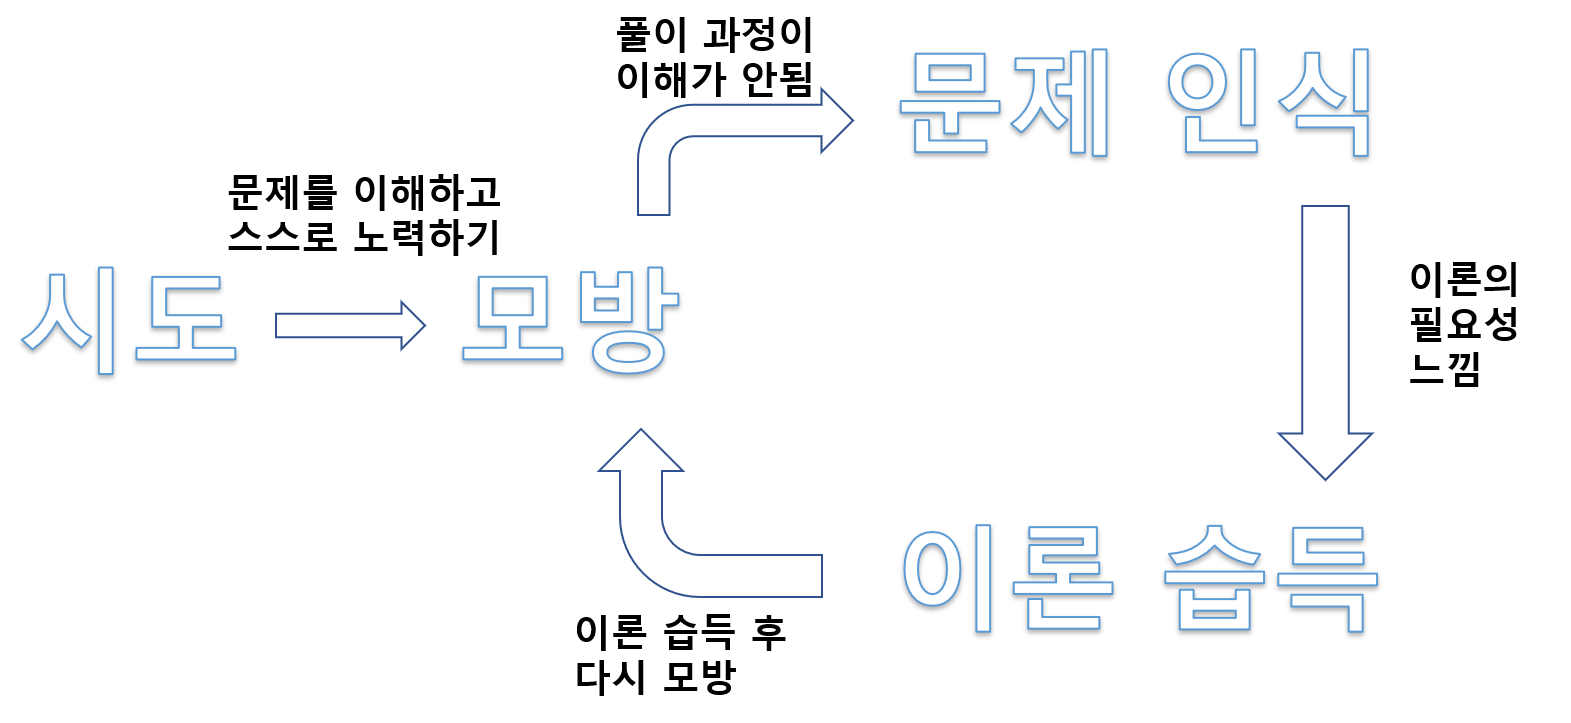 풀이 과정이
이해가 안됨
문제 인식
문제를 이해하고
스스로 노력하기
시도
모방
이론의
필요성
느낌
이론 습득
이론 습득 후
다시 모방